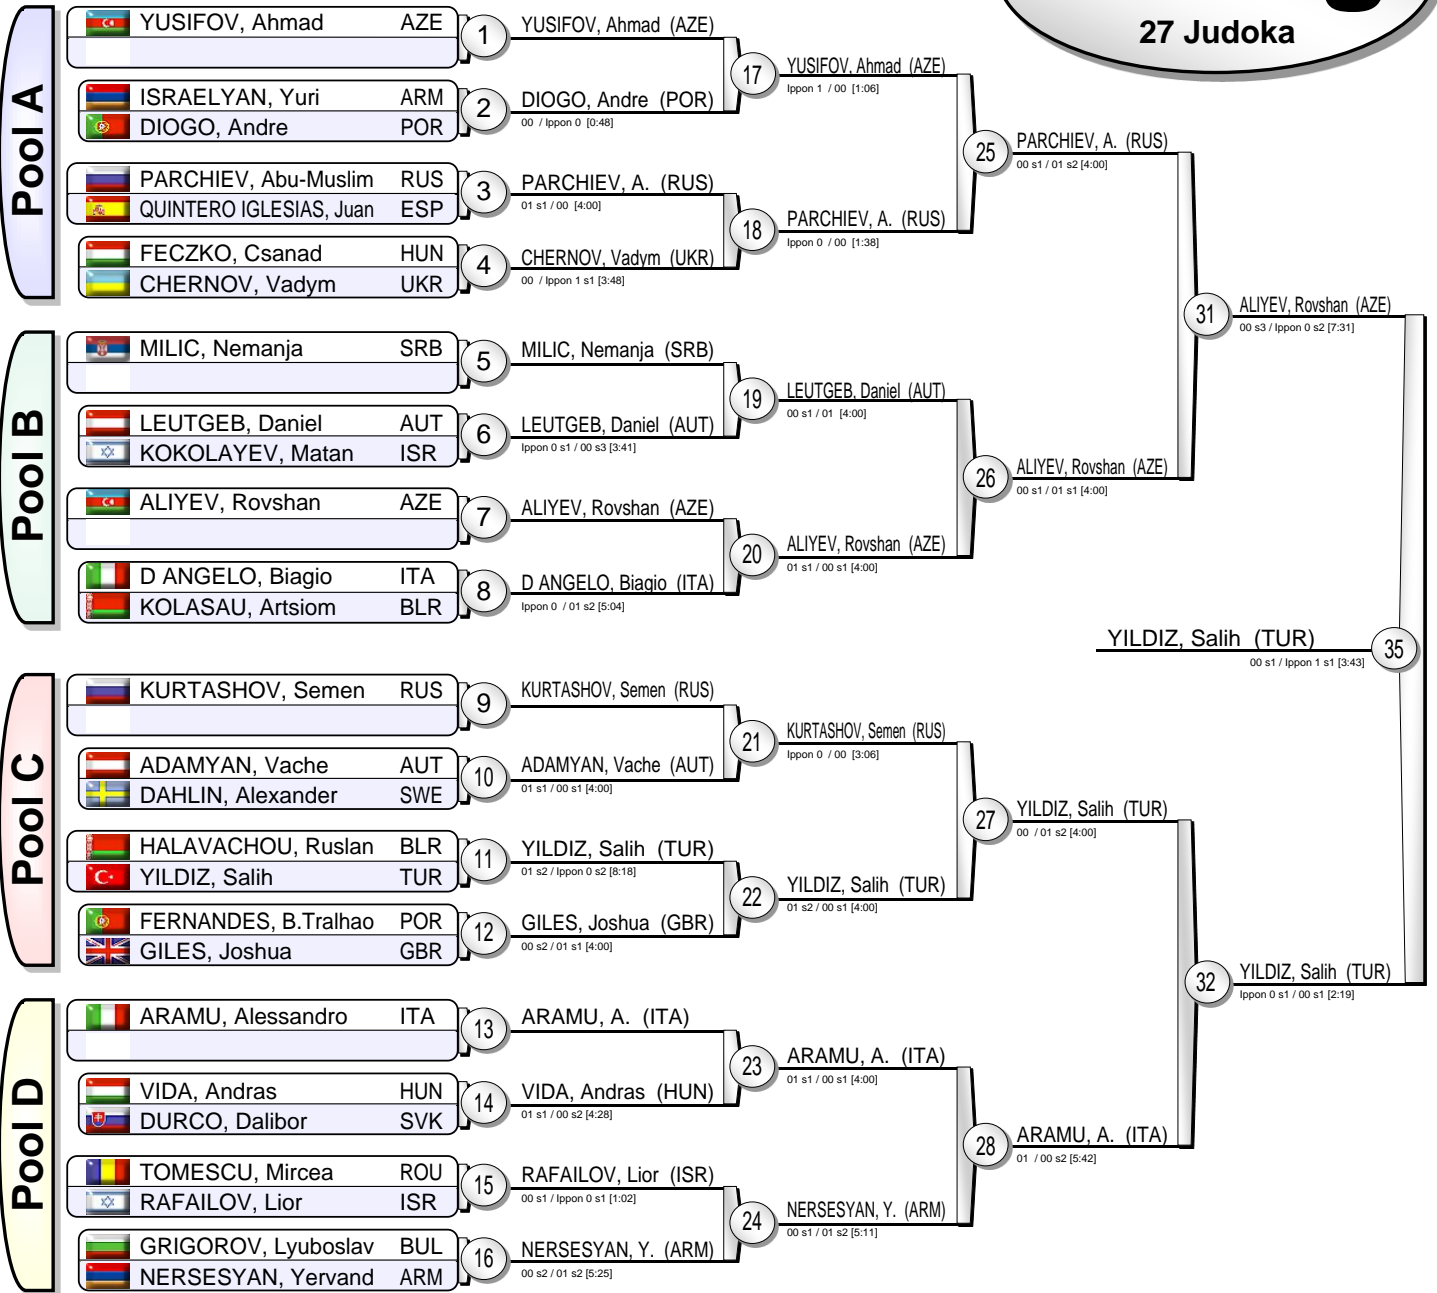 27 Judoka
Pool A
YUSIFOV, Ahmad AZE
1
YUSIFOV, Ahmad (AZE)
ISRAELYAN, Yuri ARM
DIOGO, Andre POR
2
DIOGO, Andre (POR)
00 / Ippon 0 [0:48]
17
YUSIFOV, Ahmad (AZE)
Ippon 1 / 00 [1:06]
PARCHIEV, Abu-Muslim RUS
QUINTERO IGLESIAS, Juan ESP
3
PARCHIEV, A. (RUS)
01 s1 / 00 [4:00]
FECZKO, Csanad HUN
CHERNOV, Vadym UKR
4
CHERNOV, Vadym (UKR)
00 / Ippon 1 s1 [3:48]
18
PARCHIEV, A. (RUS)
Ippon 0 / 00 [1:38]
25
PARCHIEV, A. (RUS)
00 s1 / 01 s2 [4:00]
Pool B
MILIC, Nemanja SRB
5
MILIC, Nemanja (SRB)
LEUTGEB, Daniel AUT
KOKOLAYEV, Matan ISR
6
LEUTGEB, Daniel (AUT)
Ippon 0 s1 / 00 s3 [3:41]
19
LEUTGEB, Daniel (AUT)
00 s1 / 01 [4:00]
ALIYEV, Rovshan AZE
7
ALIYEV, Rovshan (AZE)
D ANGELO, Biagio ITA
KOLASAU, Artsiom BLR
8
D ANGELO, Biagio (ITA)
Ippon 0 / 01 s2 [5:04]
20
ALIYEV, Rovshan (AZE)
01 s1 / 00 s1 [4:00]
26
ALIYEV, Rovshan (AZE)
00 s1 / 01 s1 [4:00]
31
ALIYEV, Rovshan (AZE)
00 s3 / Ippon 0 s2 [7:31]
YILDIZ, Salih (TUR)
35
00 s1 / Ippon 1 s1 [3:43]
Pool C
KURTASHOV, Semen RUS
9
KURTASHOV, Semen (RUS)
ADAMYAN, Vache AUT
DAHLIN, Alexander SWE
10
ADAMYAN, Vache (AUT)
01 s1 / 00 s1 [4:00]
21
KURTASHOV, Semen (RUS)
Ippon 0 / 00 [3:06]
HALAVACHOU, Ruslan BLR
YILDIZ, Salih TUR
11
YILDIZ, Salih (TUR)
01 s2 / Ippon 0 s2 [8:18]
FERNANDES, B.Tralhao POR
GILES, Joshua GBR
12
GILES, Joshua (GBR)
00 s2 / 01 s1 [4:00]
22
YILDIZ, Salih (TUR)
01 s2 / 00 s1 [4:00]
27
YILDIZ, Salih (TUR)
00 / 01 s2 [4:00]
Pool D
ARAMU, Alessandro ITA
13
ARAMU, A. (ITA)
VIDA, Andras HUN
DURCO, Dalibor SVK
14
VIDA, Andras (HUN)
01 s1 / 00 s2 [4:28]
23
ARAMU, A. (ITA)
01 s1 / 00 s1 [4:00]
TOMESCU, Mircea ROU
RAFAILOV, Lior ISR
15
RAFAILOV, Lior (ISR)
00 s1 / Ippon 0 s1 [1:02]
GRIGOROV, Lyuboslav BUL
NERSESYAN, Yervand ARM
16
NERSESYAN, Y. (ARM)
00 s2 / 01 s2 [5:25]
24
NERSESYAN, Y. (ARM)
00 s1 / 01 s2 [5:11]
28
ARAMU, A. (ITA)
01 / 00 s2 [5:42]
32
YILDIZ, Salih (TUR)
Ippon 0 s1 / 00 s1 [2:19]